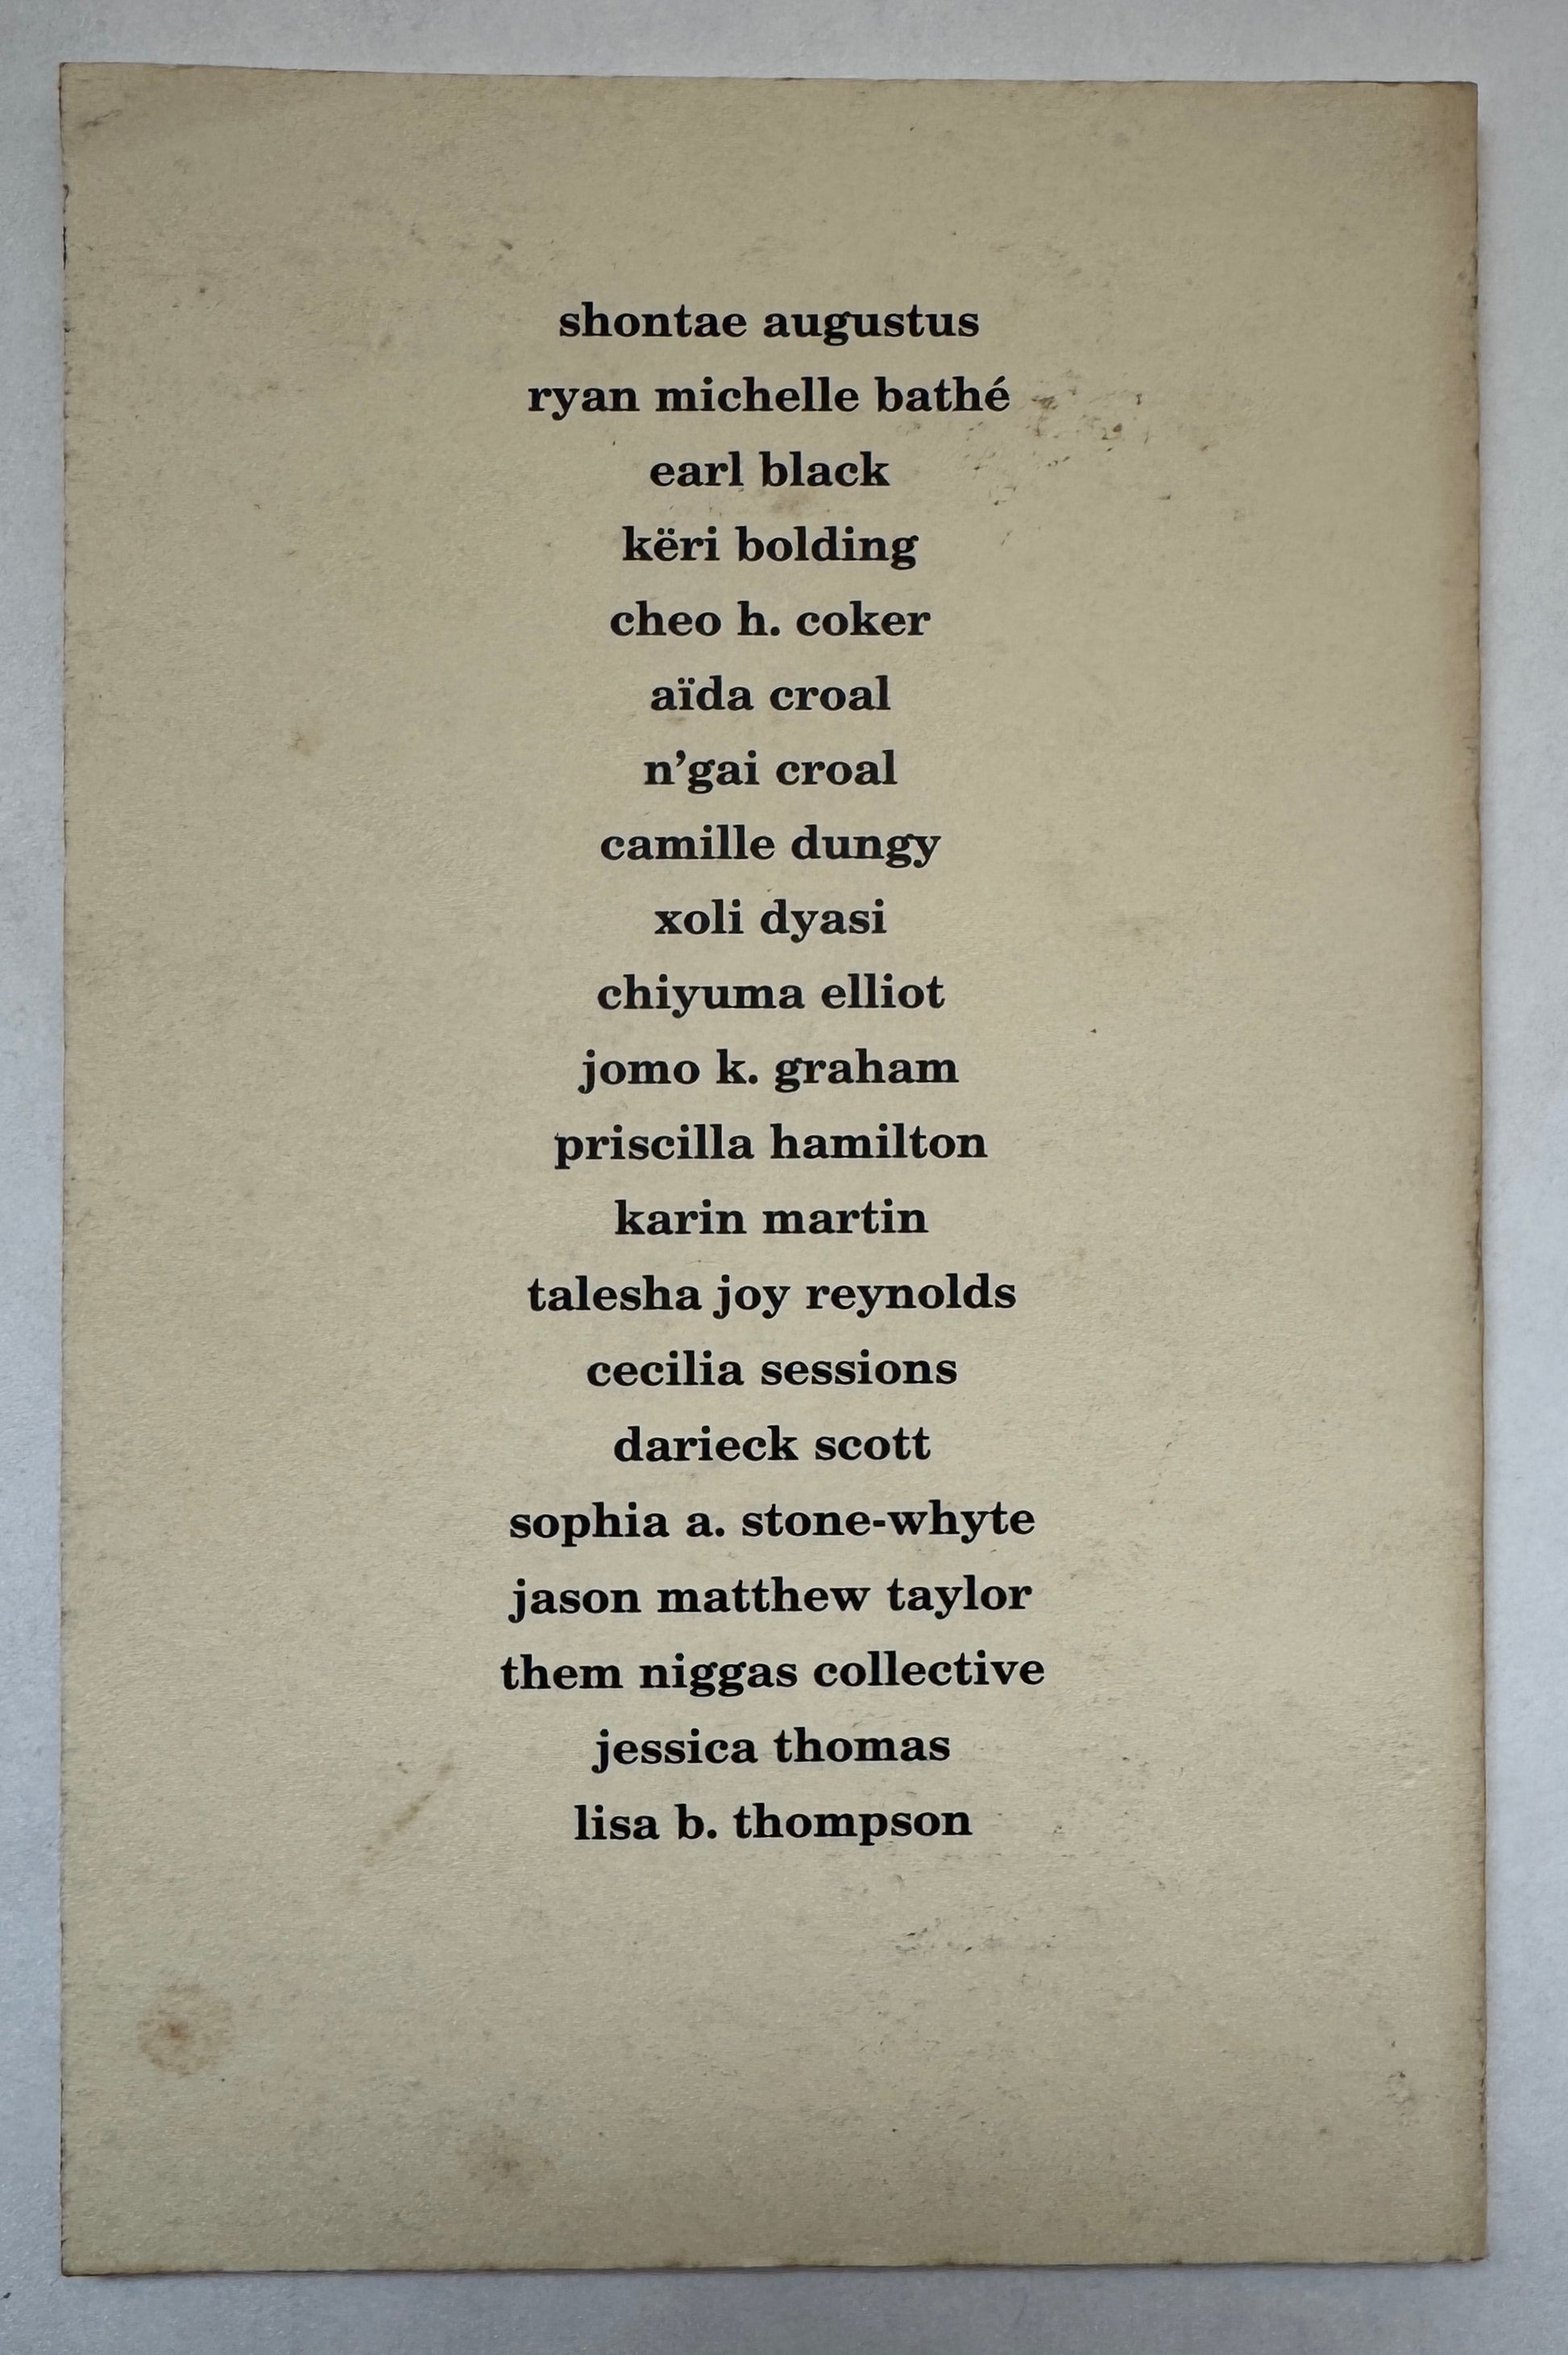 shontae augustus
ryan michelle bathé
earl black
këri bolding
cheo h. coker
aïda croal
n’gai croal
camille dungy
xoli dyasi
chiyuma elliot
jomo k. graham
priscilla hamilton
karin martin
talesha joy reynolds
cecilia sessions
darieck scott
sophia a. stone-whyte
jason matthew taylor
them niggas collective
jessica thomas
lisa b. thompson